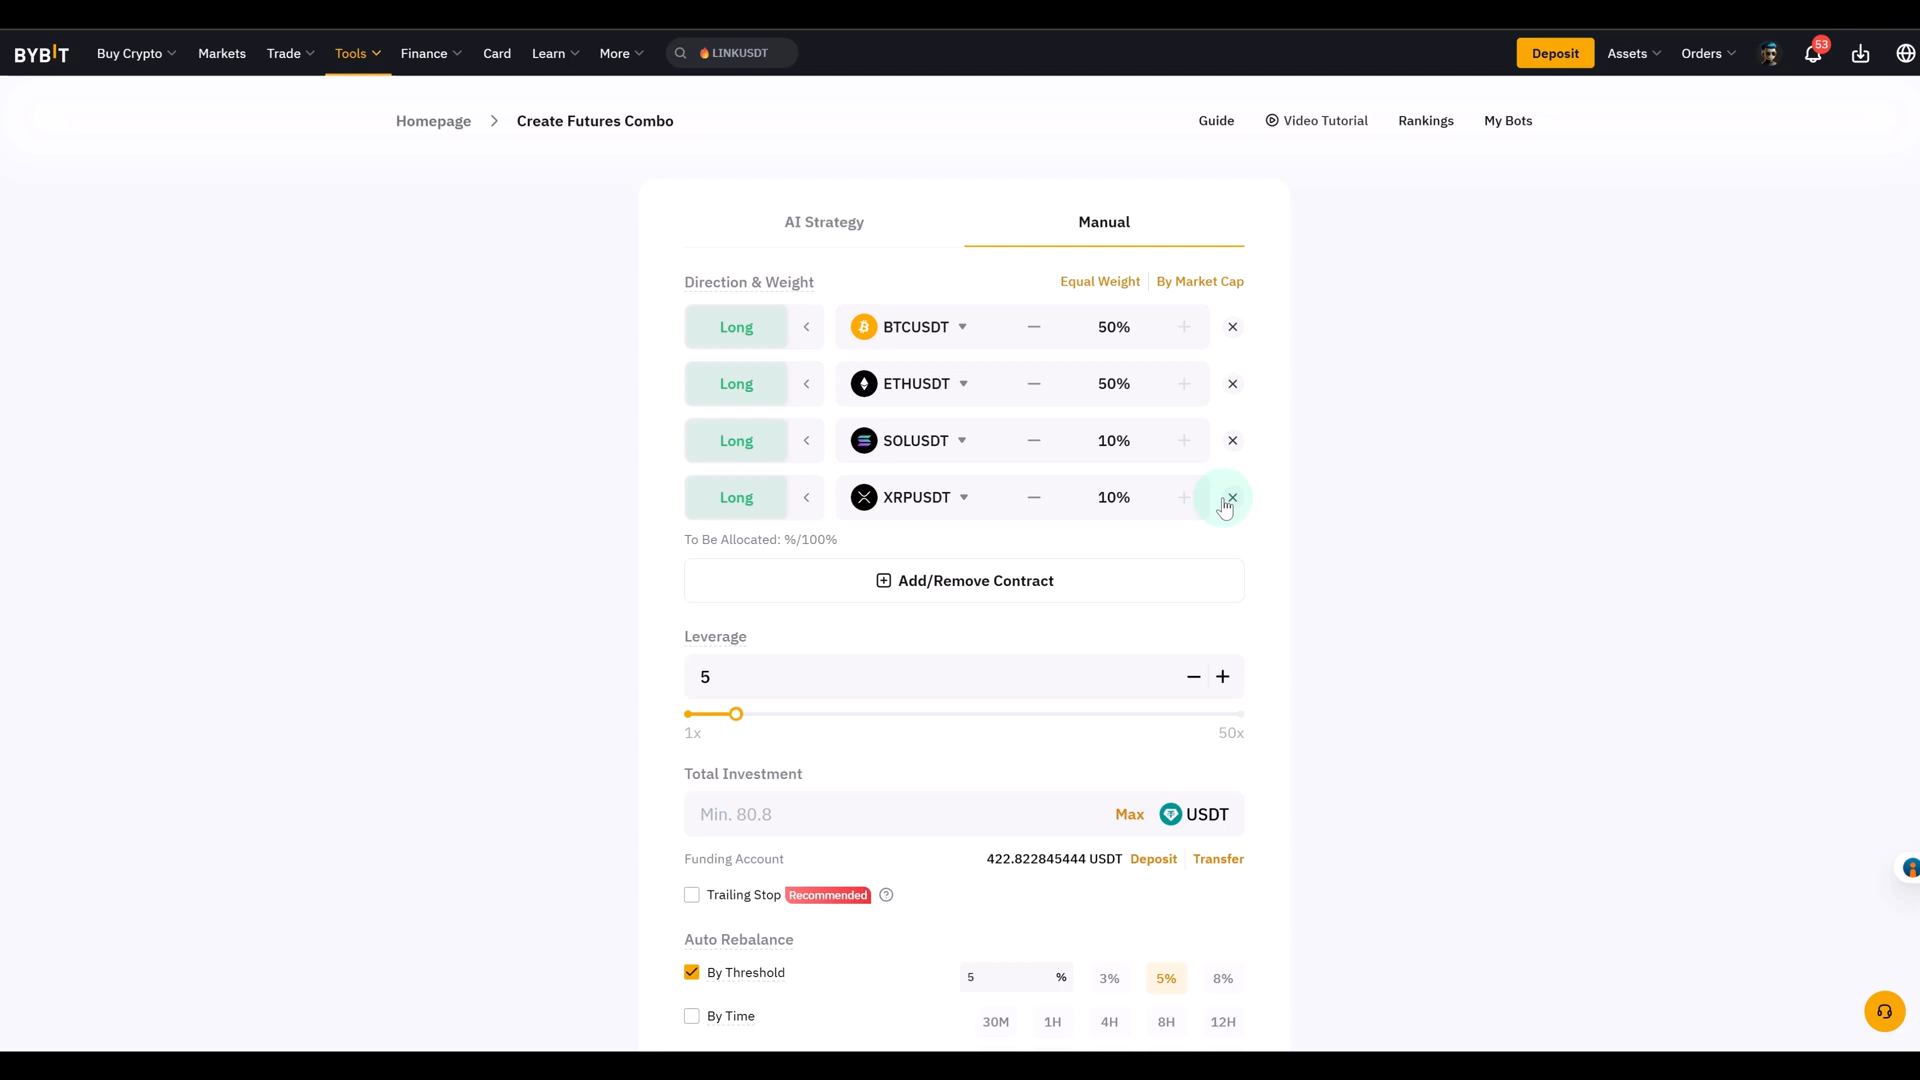 BYBIT Buy Crypto Markets Trade Tools Finance Card Learn More LINKUSDT Deposit Assets Orders 53
Homepage > Create Futures Combo Guide Video Tutorial Rankings My Bots
AI Strategy Manual
Direction & Weight Equal Weight By Market Cap
Long BTCUSDT 50%
Long ETHUSDT 50%
Long SOLUSDT 10%
Long XRPUSDT 10%
To Be Allocated: %/100%
Add/Remove Contract
Leverage
5
1x 50x
Total Investment
Min. 80.8 Max USDT
Funding Account 422.822845444 USDT Deposit Transfer
Trailing Stop Recommended
Auto Rebalance
By Threshold 5 % 3% 5% 8%
By Time 30M 1H 4H 8H 12H